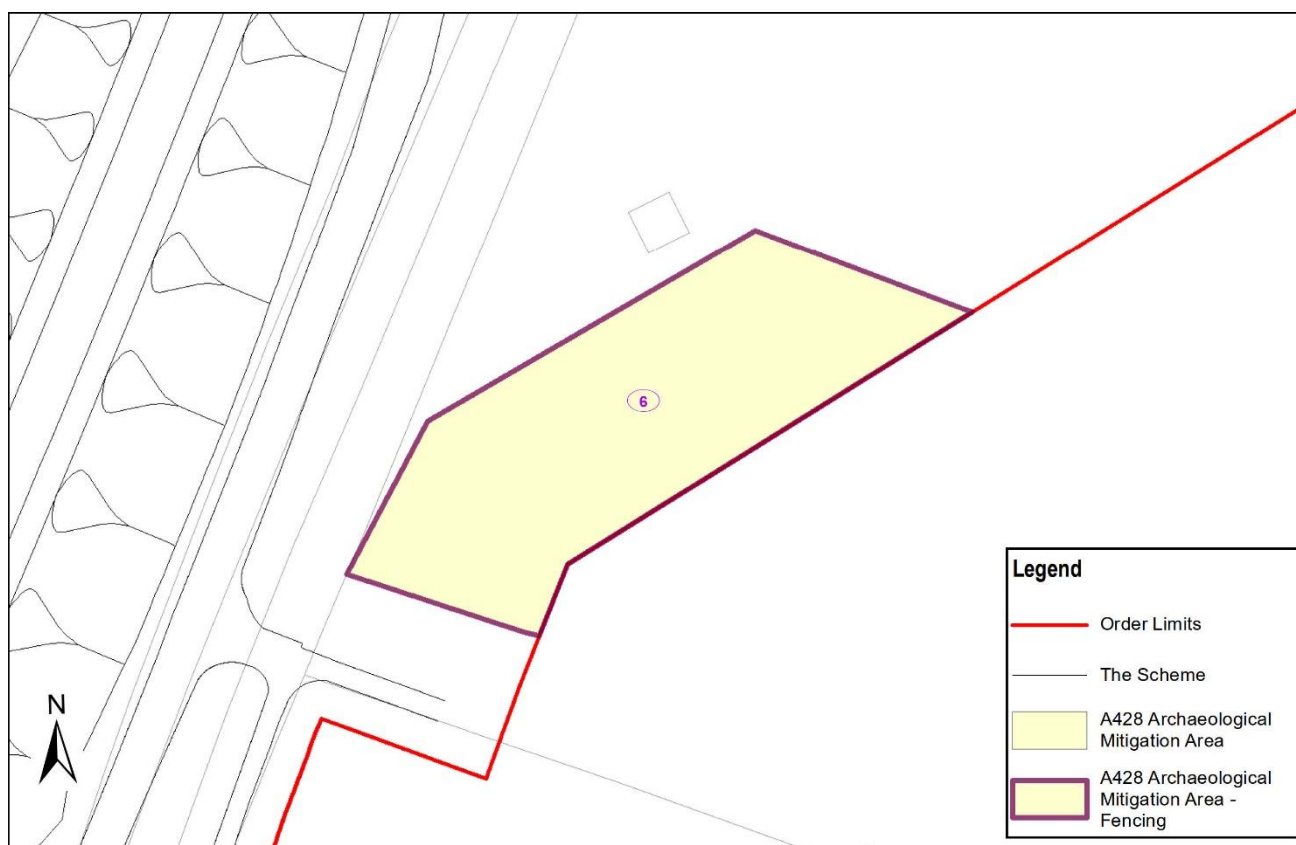 6
N
Legend
Order Limits
The Scheme
A428 Archaeological
Mitigation Area
A428 Archaeological
Mitigation Area -
Fencing